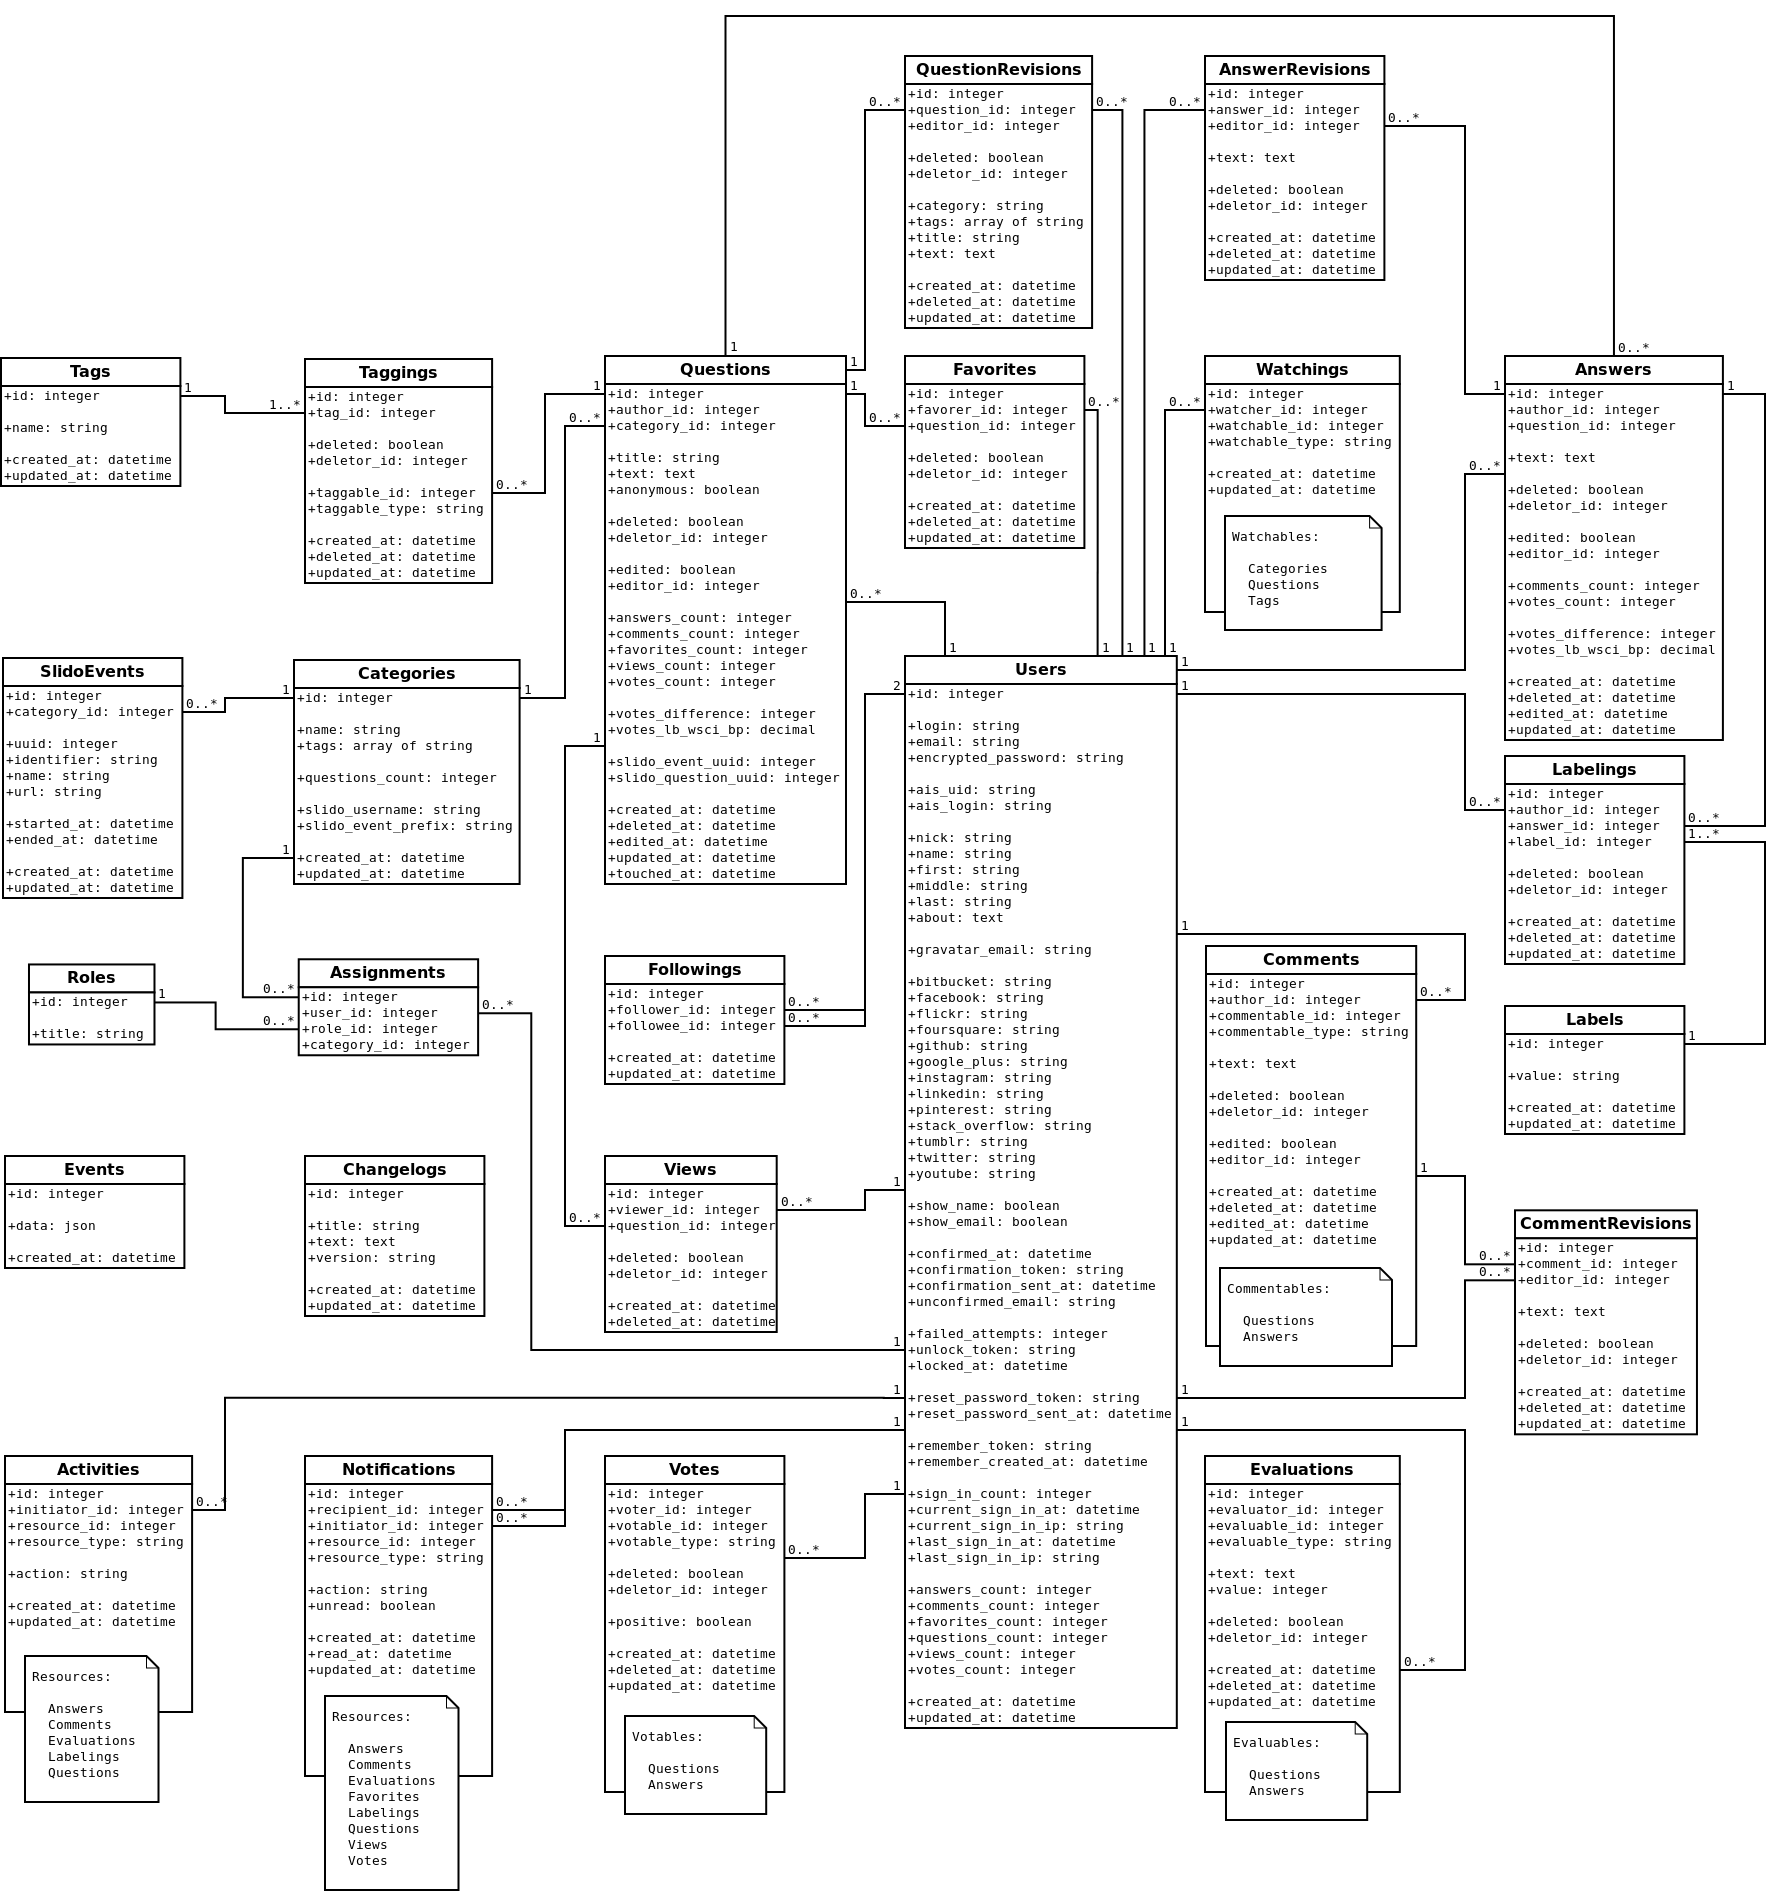 QuestionRevisions
+id: integer
+question_id: integer
+editor_id: integer
+deleted: boolean
+deletor_id: integer
+category: string
+tags: array of string
+title: string
+text: text
+created_at: datetime
+deleted_at: datetime
+updated_at: datetime
0..*
0..*
AnswerRevisions
+id: integer
+answer_id: integer
+editor_id: integer
+text: text
+deleted: boolean
+deletor_id: integer
+created_at: datetime
+deleted_at: datetime
+updated_at: datetime
0..*
0..*
Tags
+id: integer
+name: string
+created_at: datetime
+updated_at: datetime
1
1..*
Taggings
+id: integer
+tag_id: integer
+deleted: boolean
+deletor_id: integer
+taggable_id: integer
+taggable_type: string
+created_at: datetime
+deleted_at: datetime
+updated_at: datetime
0..*
1
0..*
1
Questions
+id: integer
+author_id: integer
+category_id: integer
+title: string
+text: text
+anonymous: boolean
+deleted: boolean
+deletor_id: integer
+edited: boolean
+editor_id: integer
+answers_count: integer
+comments_count: integer
+favorites_count: integer
+views_count: integer
+votes_count: integer
+votes_difference: integer
+votes_lb_wsci_bp: decimal
+slido_event_uuid: integer
+slido_question_uuid: integer
+created_at: datetime
+deleted_at: datetime
+edited_at: datetime
+updated_at: datetime
+touched_at: datetime
1
1
1
0..*
0..*
Favorites
+id: integer
+favorer_id: integer
+question_id: integer
+deleted: boolean
+deletor_id: integer
+created_at: datetime
+deleted_at: datetime
+updated_at: datetime
0..*
0..*
Watchings
+id: integer
+watcher_id: integer
+watchable_id: integer
+watchable_type: string
+created_at: datetime
+updated_at: datetime
Watchables:
Categories
Questions
Tags
0..*
1
0..*
Answers
+id: integer
+author_id: integer
+question_id: integer
+text: text
+deleted: boolean
+deletor_id: integer
+edited: boolean
+editor_id: integer
+comments_count: integer
+votes_count: integer
+votes_difference: integer
+votes_lb_wsci_bp: decimal
+created_at: datetime
+deleted_at: datetime
+edited_at: datetime
+updated_at: datetime
1
0..*
SlidoEvents
+id: integer
+category_id: integer
+uuid: integer
+identifier: string
+name: string
+url: string
+started_at: datetime
+ended_at: datetime
+created_at: datetime
+updated_at: datetime
0..*
1
Categories
+id: integer
+name: string
+tags: array of string
+questions_count: integer
+slido_username: string
+slido_event_prefix: string
+created_at: datetime
+updated_at: datetime
1
1
1
1
1
1
1
2
Users
+id: integer
+login: string
+email: string
+encrypted_password: string
+ais_uid: string
+ais_login: string
+nick: string
+name: string
+first: string
+middle: string
+last: string
+about: text
+gravatar_email: string
+bitbucket: string
+facebook: string
+flickr: string
+foursquare: string
+github: string
+google_plus: string
+instagram: string
+linkedin: string
+pinterest: string
+stack_overflow: string
+tumblr: string
+twitter: string
+youtube: string
+show_name: boolean
+show_email: boolean
+confirmed_at: datetime
+confirmation_token: string
+confirmation_sent_at: datetime
+unconfirmed_email: string
+failed_attempts: integer
+unlock_token: string
+locked_at: datetime
+reset_password_token: string
+reset_password_sent_at: datetime
+remember_token: string
+remember_created_at: datetime
+sign_in_count: integer
+current_sign_in_at: datetime
+current_sign_in_ip: string
+last_sign_in_at: datetime
+last_sign_in_ip: string
+answers_count: integer
+comments_count: integer
+favorites_count: integer
+questions_count: integer
+views_count: integer
+votes_count: integer
+created_at: datetime
+updated_at: datetime
1
1
1
1
1
1
1
1
1
1
0..*
Labelings
+id: integer
+author_id: integer
+answer_id: integer
+label_id: integer
+deleted: boolean
+deletor_id: integer
+created_at: datetime
+deleted_at: datetime
+updated_at: datetime
0..*
1..*
Roles
+id: integer
+title: string
1
0..*
0..*
Assignments
+id: integer
+user_id: integer
+role_id: integer
+category_id: integer
0..*
Followings
+id: integer
+follower_id: integer
+followee_id: integer
+created_at: datetime
+updated_at: datetime
0..*
0..*
Comments
+id: integer
+author_id: integer
+commentable_id: integer
+commentable_type: string
+text: text
+deleted: boolean
+deletor_id: integer
+edited: boolean
+editor_id: integer
+created_at: datetime
+deleted_at: datetime
+edited_at: datetime
+updated_at: datetime
Commentables:
Questions
Answers
0..*
1
Labels
+id: integer
+value: string
+created_at: datetime
+updated_at: datetime
1
Events
+id: integer
+data: json
+created_at: datetime
Changelogs
+id: integer
+title: string
+text: text
+version: string
+created_at: datetime
+updated_at: datetime
0..*
Views
+id: integer
+viewer_id: integer
+question_id: integer
+deleted: boolean
+deletor_id: integer
+created_at: datetime
+deleted_at: datetime
0..*
0..*
0..*
CommentRevisions
+id: integer
+comment_id: integer
+editor_id: integer
+text: text
+deleted: boolean
+deletor_id: integer
+created_at: datetime
+deleted_at: datetime
+updated_at: datetime
Activities
+id: integer
+initiator_id: integer
+resource_id: integer
+resource_type: string
+action: string
+created_at: datetime
+updated_at: datetime
Resources:
Answers
Comments
Evaluations
Labelings
Questions
0..*
Notifications
+id: integer
+recipient_id: integer
+initiator_id: integer
+resource_id: integer
+resource_type: string
+action: string
+unread: boolean
+created_at: datetime
+read_at: datetime
+updated_at: datetime
Resources:
Answers
Comments
Evaluations
Favorites
Labelings
Questions
Views
Votes
0..*
0..*
Votes
+id: integer
+voter_id: integer
+votable_id: integer
+votable_type: string
+deleted: boolean
+deletor_id: integer
+positive: boolean
+created_at: datetime
+deleted_at: datetime
+updated_at: datetime
Votables:
Questions
Answers
0..*
Evaluations
+id: integer
+evaluator_id: integer
+evaluable_id: integer
+evaluable_type: string
+text: text
+value: integer
+deleted: boolean
+deletor_id: integer
+created_at: datetime
+deleted_at: datetime
+updated_at: datetime
Evaluables:
Questions
Answers
0..*